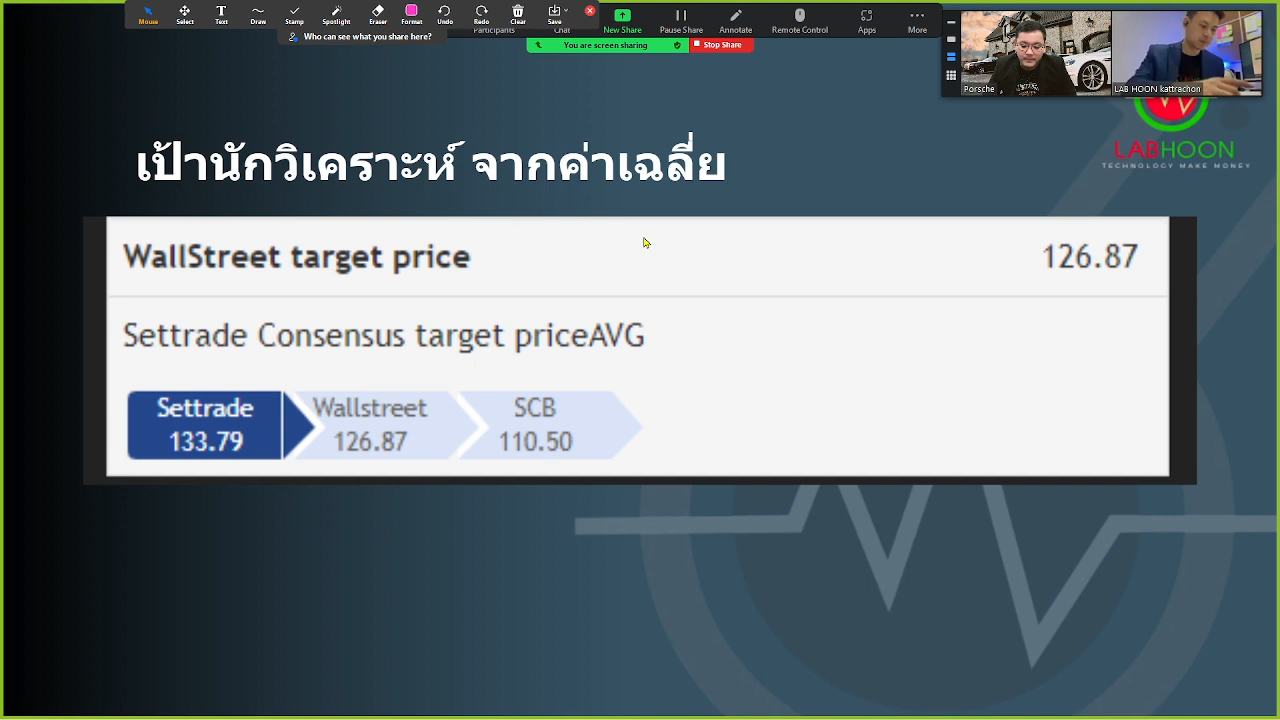 Mouse Select Text Draw Stamp Spotlight Eraser Format Undo Redo Clear Save
Participants Chat New Share Pause Share Annotate Remote Control Apps More
Who can see what you share here?
You are screen sharing Stop Share
Porsche LAB HOON kattrachon
LABHOON
TECHNOLOGY MAKE MONEY
เป้านักวิเคราะห์ จากค่าเฉลี่ย
WallStreet target price 126.87
Settrade Consensus target priceAVG
Settrade Wallstreet SCB
133.79 126.87 110.50